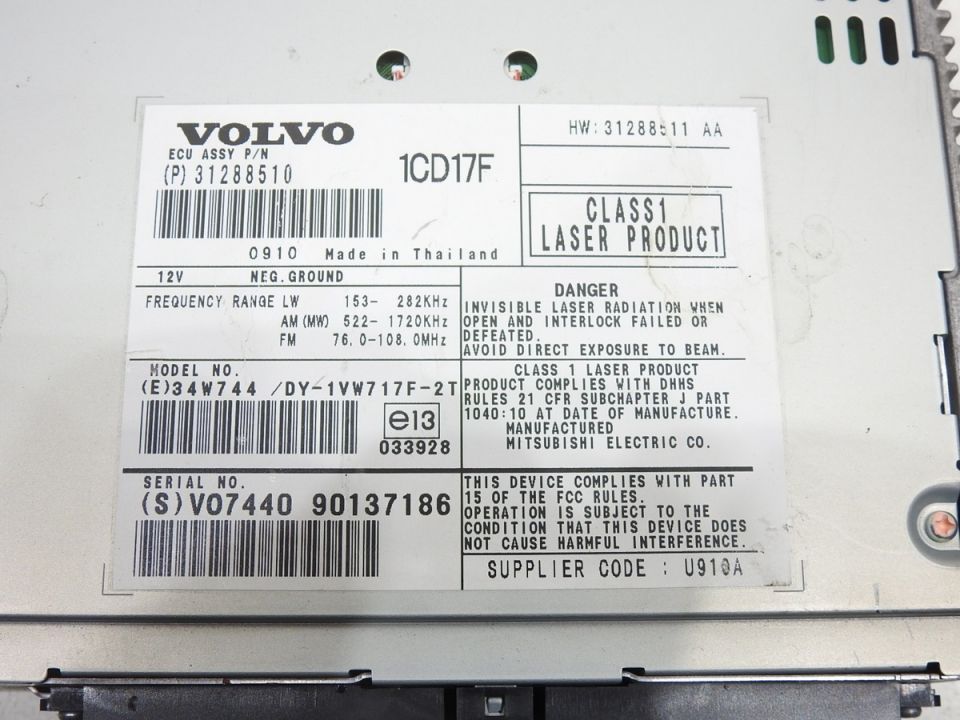 VOLVO
ECU ASSY P/N
(P) 31288510
1CD17F
0910 Made in Thailand
HW: 31288511 AA
CLASS1
LASER PRODUCT
12V NEG.GROUND
FREQUENCY RANGE LW 153- 282KHz
AM(MW) 522- 1720KHz
FM 76.0-108.0MHz
DANGER
INVISIBLE LASER RADIATION WHEN
OPEN AND INTERLOCK FAILED OR
DEFEATED.
AVOID DIRECT EXPOSURE TO BEAM.
MODEL NO.
(E)34W744 /DY-1VW717F-2T
e13
033928
CLASS 1 LASER PRODUCT
PRODUCT COMPLIES WITH DHHS
RULES 21 CFR SUBCHAPTER J PART
1040:10 AT DATE OF MANUFACTURE.
MANUFACTURED
MITSUBISHI ELECTRIC CO.
SERIAL NO.
(S)VO7440 90137186
THIS DEVICE COMPLIES WITH PART
15 OF THE FCC RULES.
OPERATION IS SUBJECT TO THE
CONDITION THAT THIS DEVICE DOES
NOT CAUSE HARMFUL INTERFERENCE.
SUPPLIER CODE : U910A